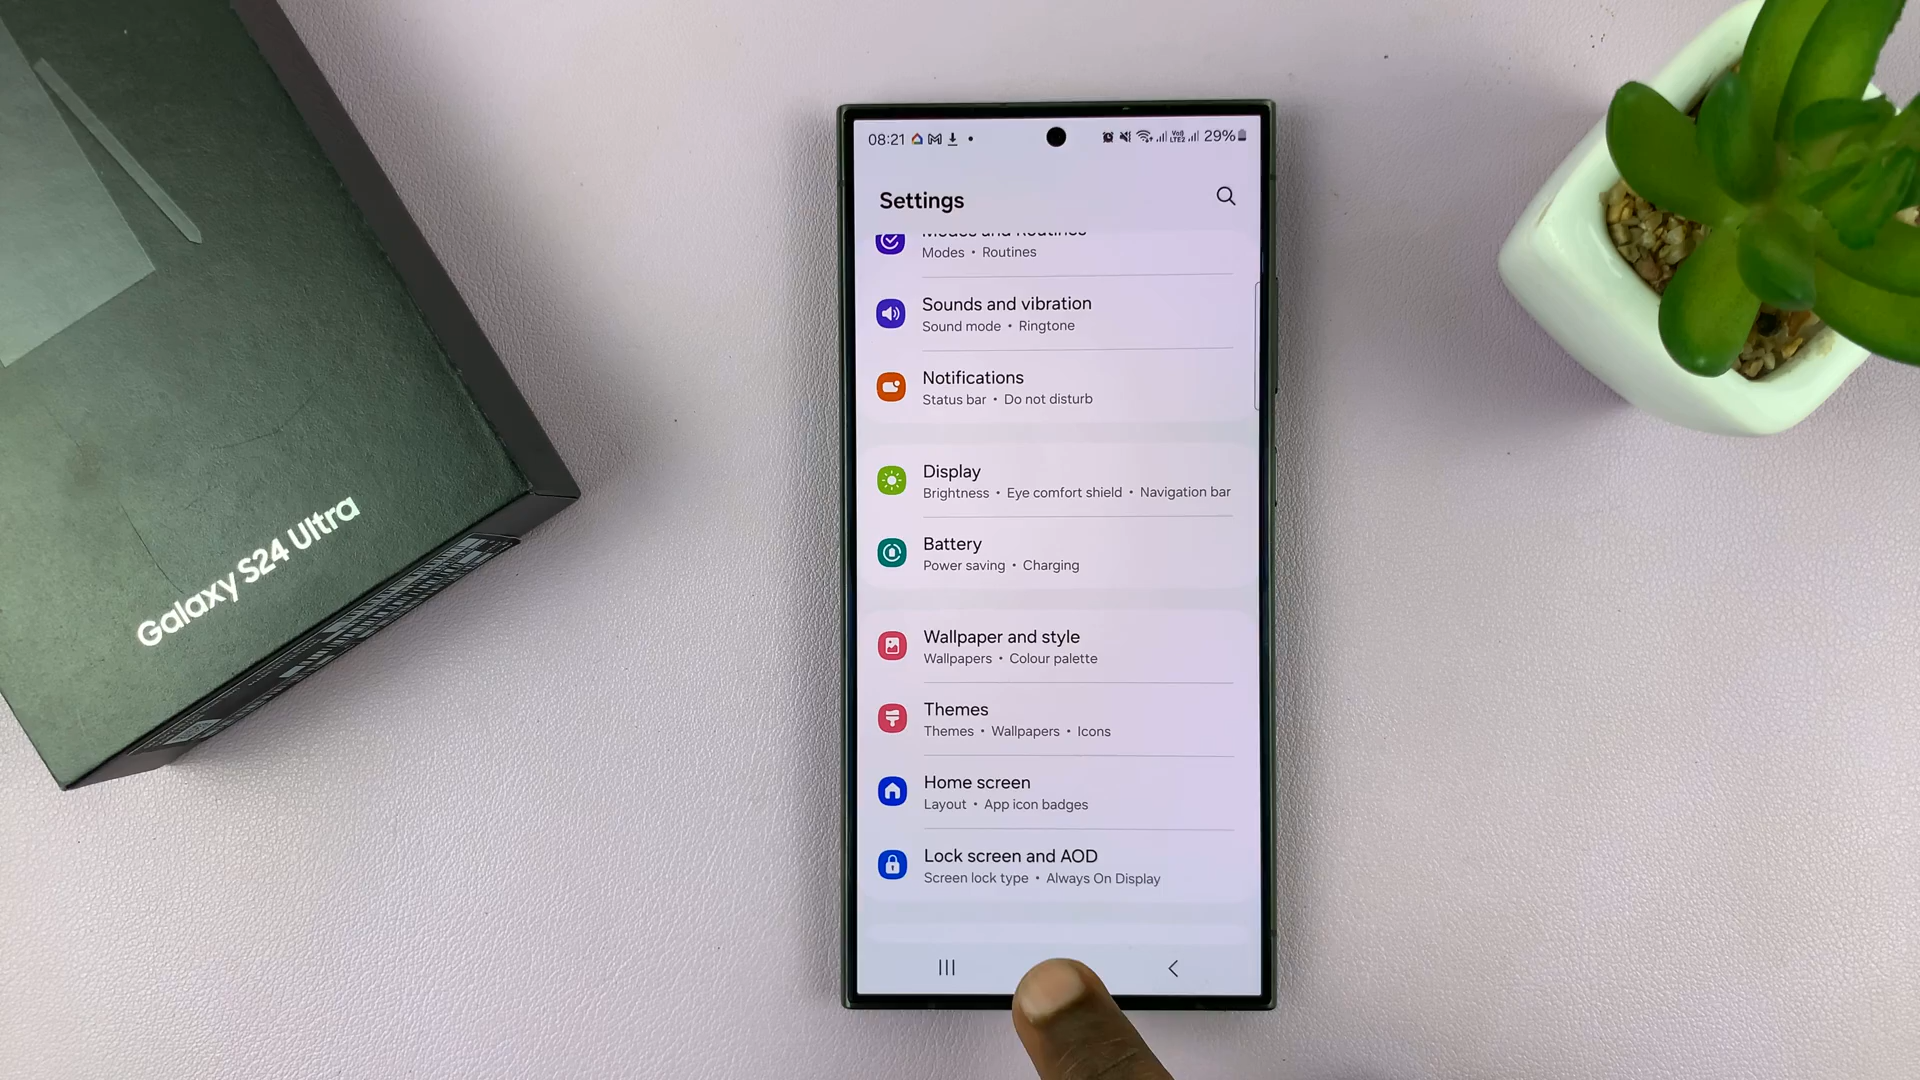 08:21
29%
Settings
Modes and Routines
Modes • Routines
Sounds and vibration
Sound mode • Ringtone
Notifications
Status bar • Do not disturb
Display
Brightness • Eye comfort shield • Navigation bar
Battery
Power saving • Charging
Wallpaper and style
Wallpapers • Colour palette
Themes
Themes • Wallpapers • Icons
Home screen
Layout • App icon badges
Lock screen and AOD
Screen lock type • Always On Display
Galaxy S24 Ultra